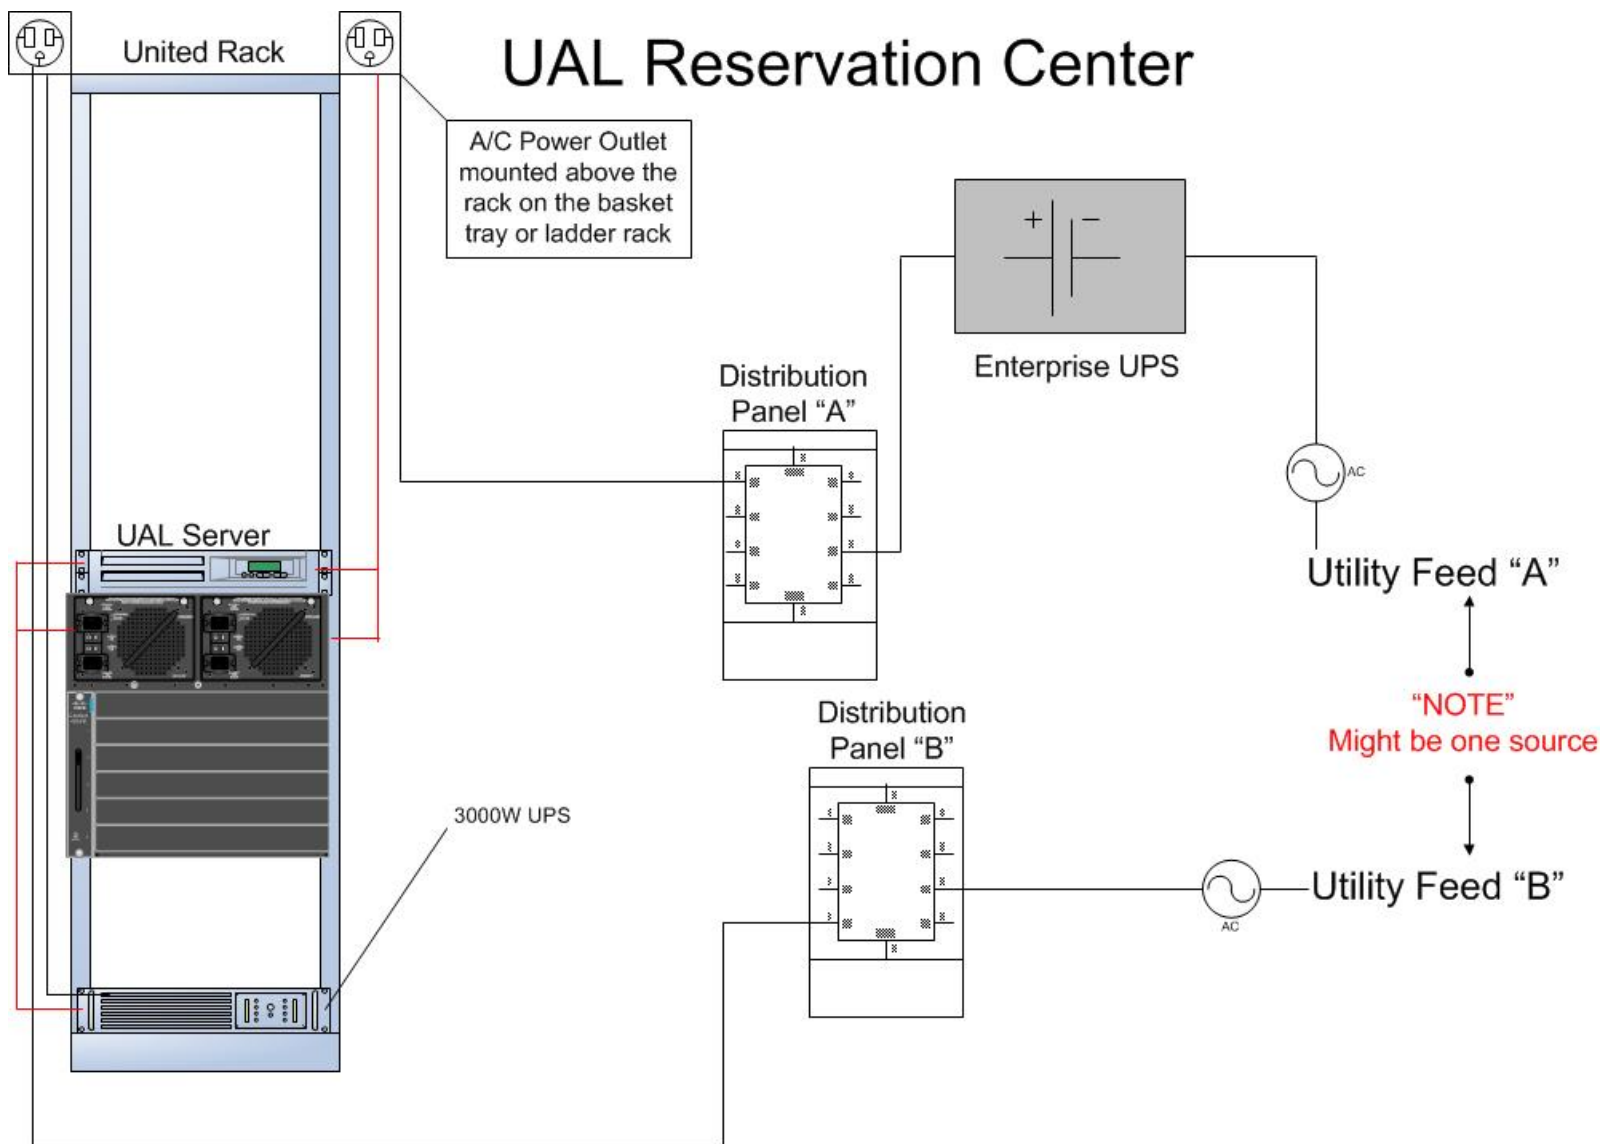 United Rack
UAL Reservation Center
A/C Power Outlet
mounted above the
rack on the basket
tray or ladder rack
+ -
Enterprise UPS
Distribution
Panel “A”
AC
UAL Server
Utility Feed “A”
“NOTE”
Might be one source
Distribution
Panel “B”
3000W UPS
Utility Feed “B”
AC